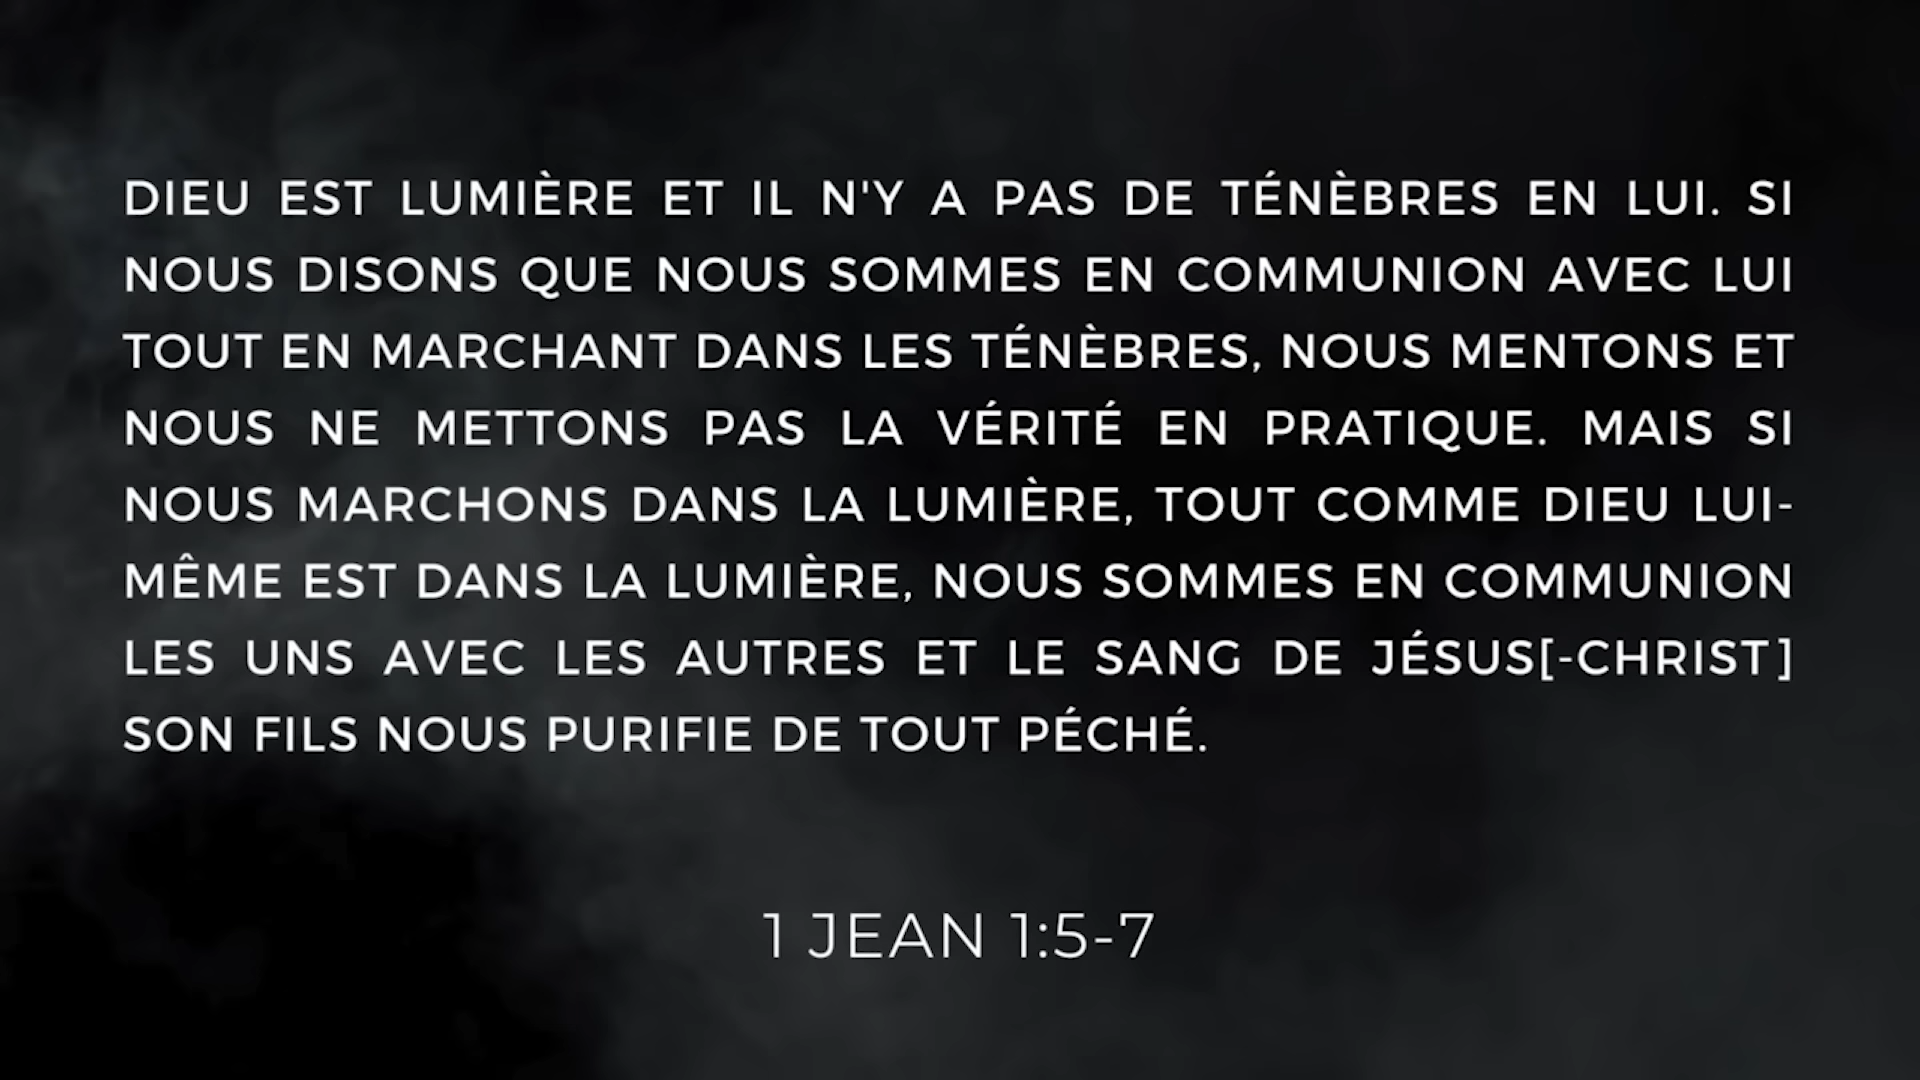 DIEU EST LUMIÈRE ET IL N'Y A PAS DE TÉNÈBRES EN LUI. SI
NOUS DISONS QUE NOUS SOMMES EN COMMUNION AVEC LUI
TOUT EN MARCHANT DANS LES TÉNÈBRES, NOUS MENTONS ET
NOUS NE METTONS PAS LA VÉRITÉ EN PRATIQUE. MAIS SI
NOUS MARCHONS DANS LA LUMIÈRE, TOUT COMME DIEU LUI-
MÊME EST DANS LA LUMIÈRE, NOUS SOMMES EN COMMUNION
LES UNS AVEC LES AUTRES ET LE SANG DE JÉSUS[-CHRIST]
SON FILS NOUS PURIFIE DE TOUT PÉCHÉ.
1 JEAN 1:5-7